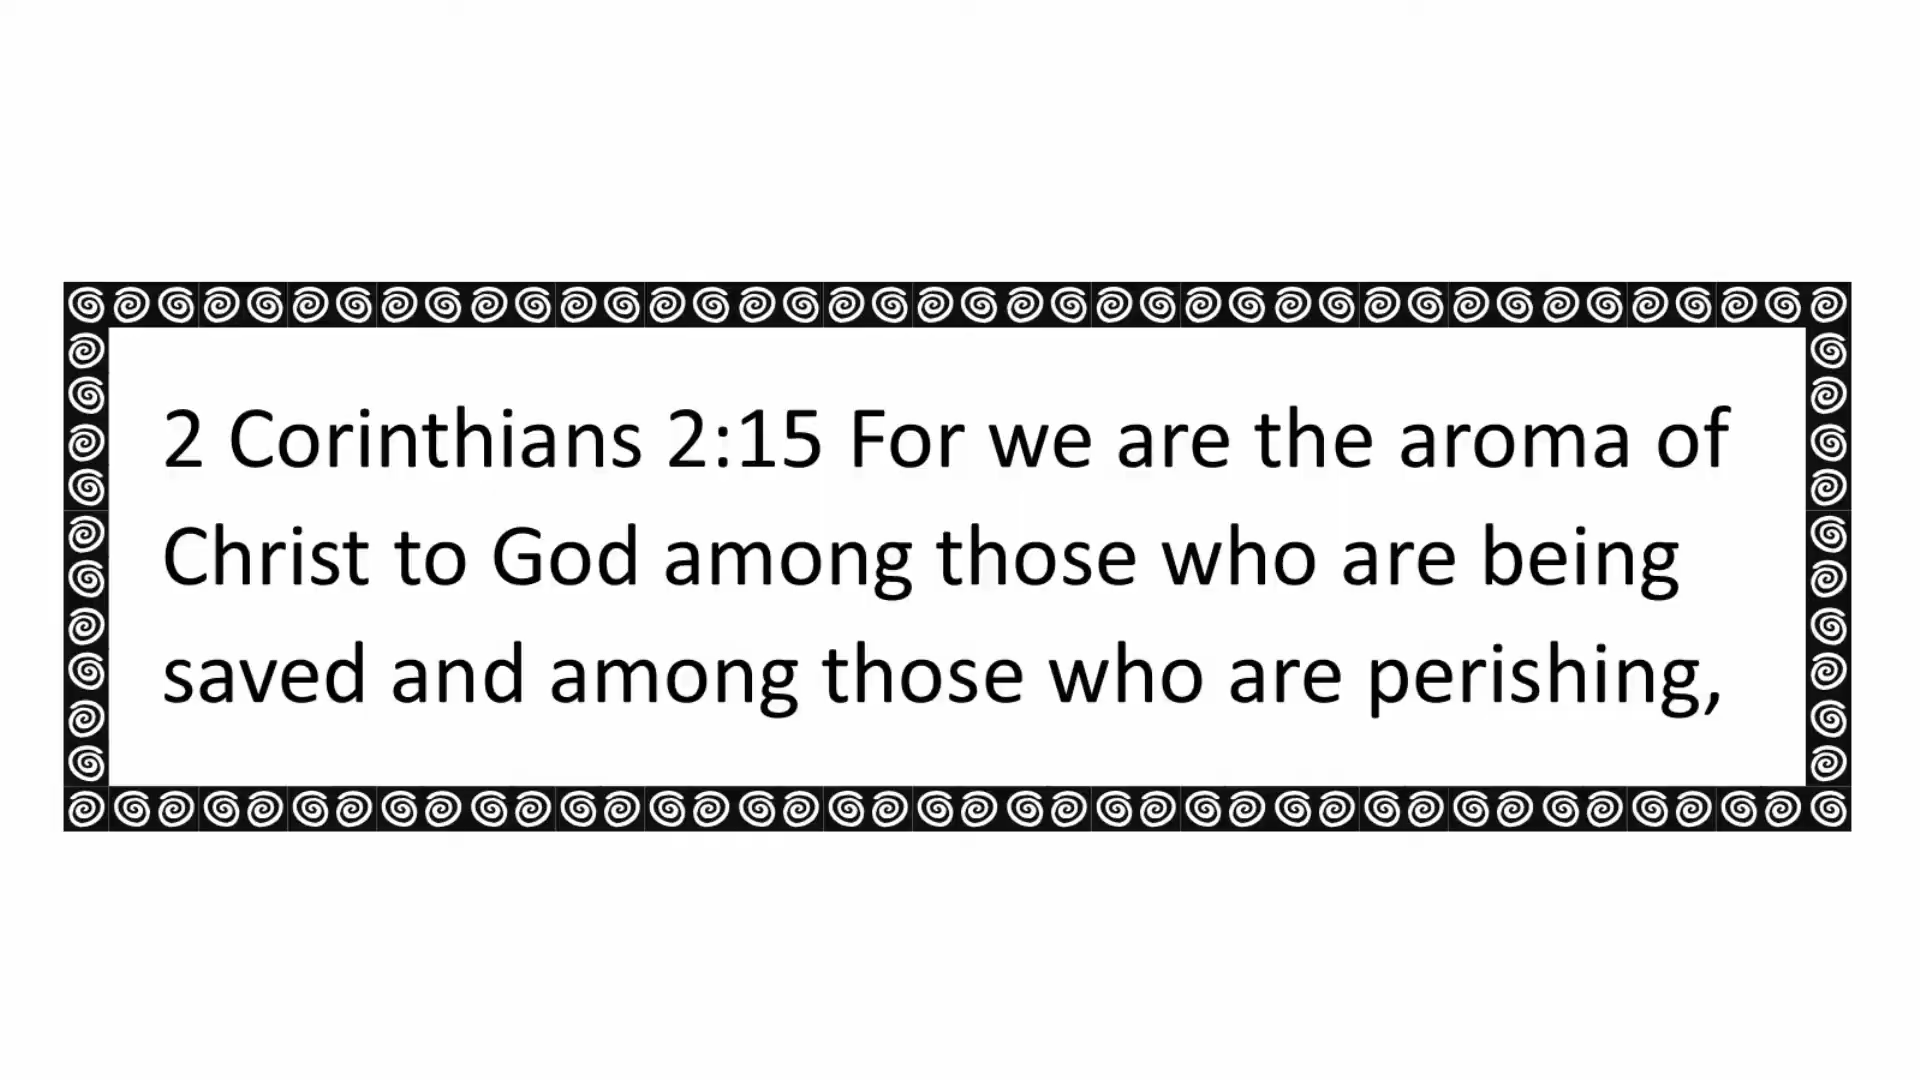 2 Corinthians 2:15 For we are the aroma of
Christ to God among those who are being
saved and among those who are perishing,